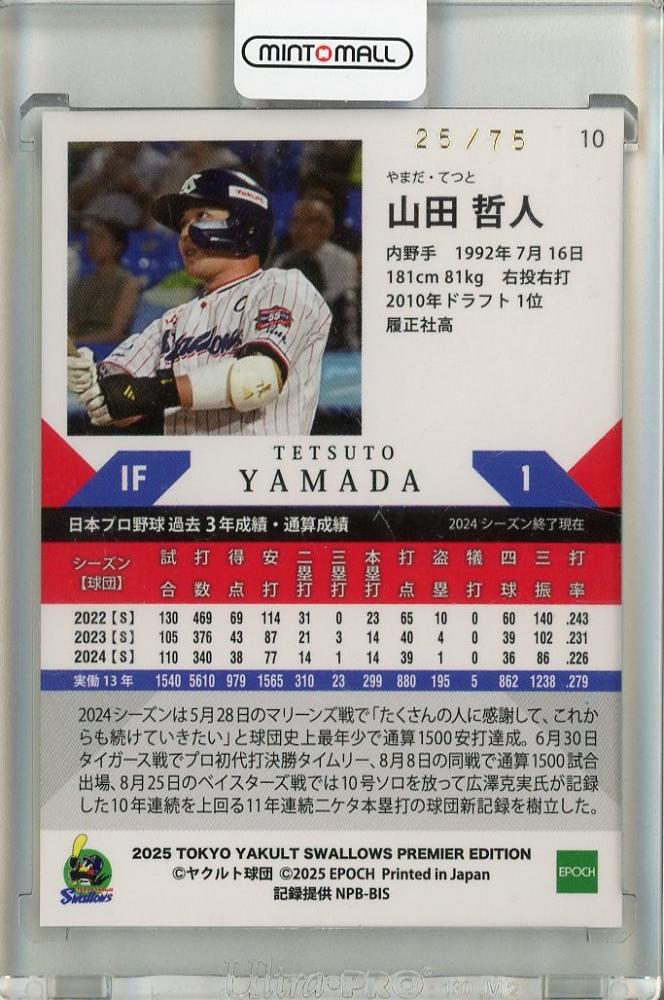 MINTOMALL
25/75
10
やまだ・てつと
山田 哲人
内野手 1992年 7月 16日
181cm 81kg 右投右打
2010年ドラフト 1位
履正社高
TETSUTO
YAMADA
IF
1
日本プロ野球 過去 3年成績・通算成績 2024 シーズン終了現在
シーズン【球団】 試合 打数 得点 安打 二塁打 三塁打 本塁打 打点 盗塁 犠打 四球 三振 打率
2022【S】 130 469 69 114 31 0 23 65 10 0 60 140 .243
2023【S】 105 376 43 87 21 3 14 40 4 0 39 102 .231
2024【S】 110 340 38 77 14 1 14 39 1 0 36 86 .226
実働 13 年 1540 5610 979 1565 310 23 299 880 195 5 862 1238 .279
2024シーズンは5月28日のマリーンズ戦で「たくさんの人に感謝して、これか
らも続けていきたい」と球団史上最年少で通算1500安打達成。6月30日
タイガース戦でプロ初代打決勝タイムリー、8月8日の同戦で通算1500試合
出場、8月25日のベイスターズ戦では10号ソロを放って広澤克実氏が記録
した10年連続を上回る11年連続二ケタ本塁打の球団新記録を樹立した。
2025 TOKYO YAKULT SWALLOWS PREMIER EDITION
©ヤクルト球団 ©2025 EPOCH Printed in Japan
記録提供 NPB-BIS
Swallows
EPOCH
Ultra·PRO® 130 M2